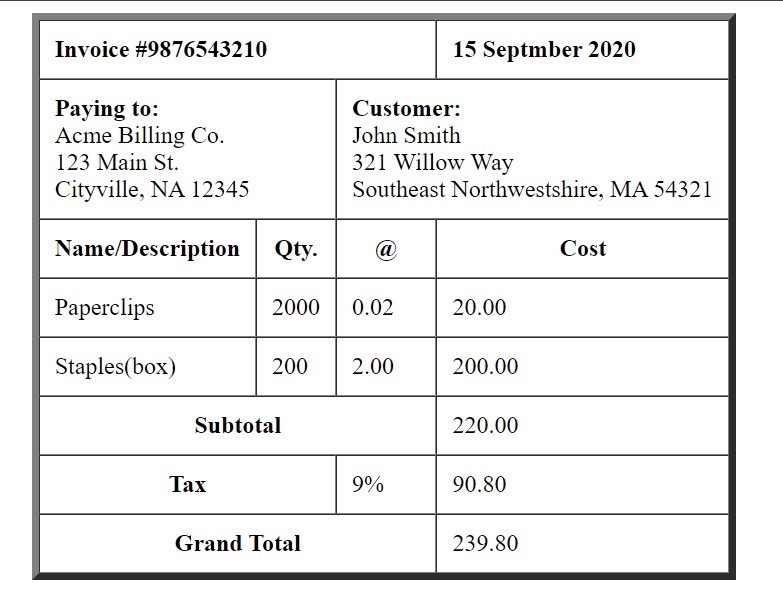 Invoice #9876543210 15 Septmber 2020
Paying to:
Acme Billing Co.
123 Main St.
Cityville, NA 12345
Customer:
John Smith
321 Willow Way
Southeast Northwestshire, MA 54321
Name/Description Qty. @ Cost
Paperclips 2000 0.02 20.00
Staples(box) 200 2.00 200.00
Subtotal 220.00
Tax 9% 90.80
Grand Total 239.80